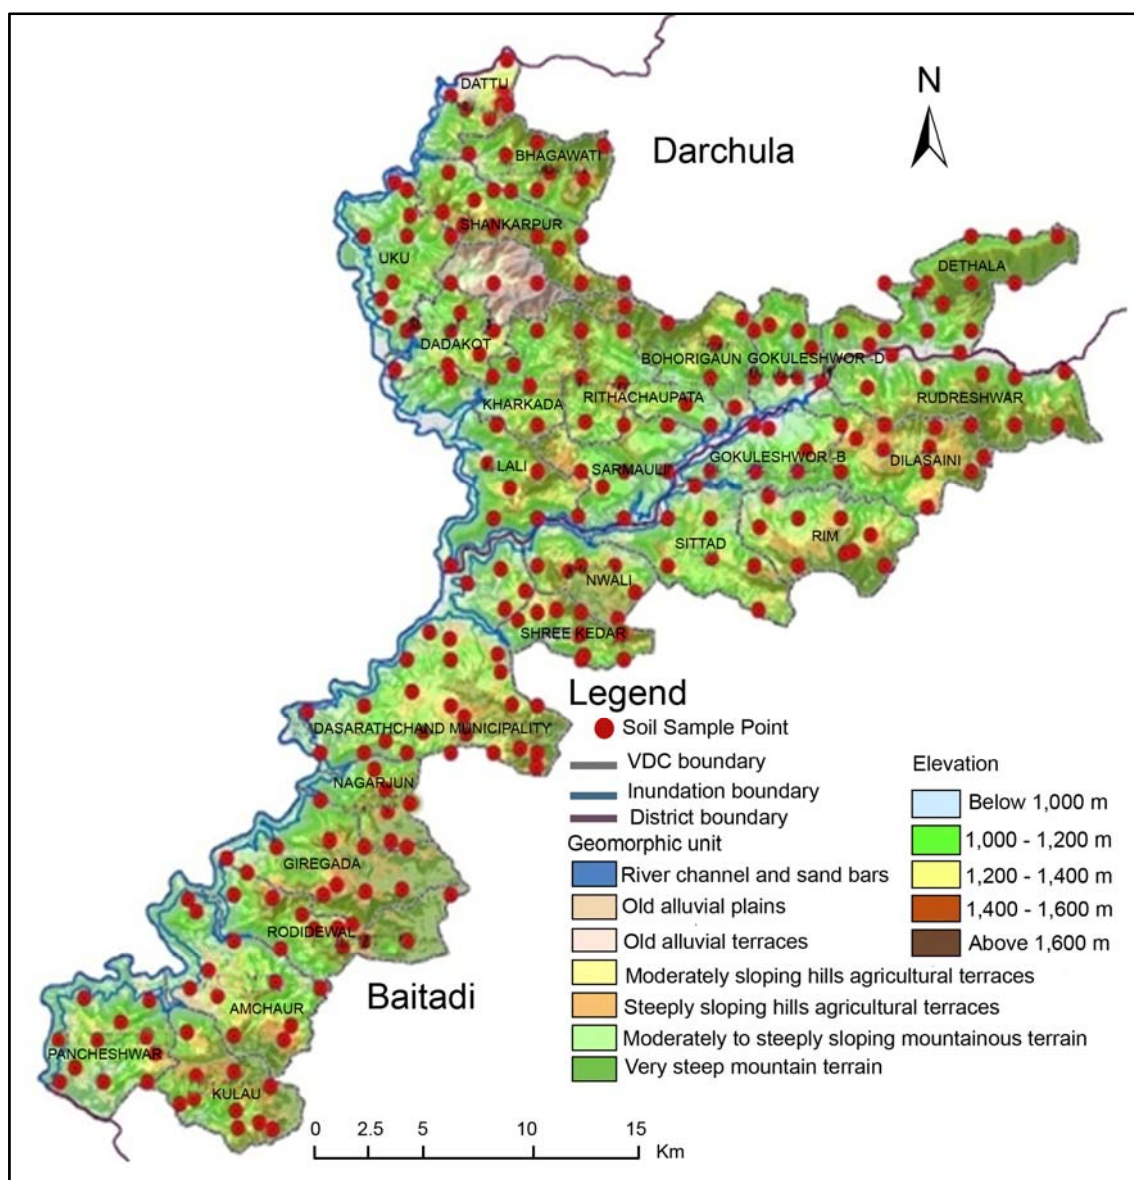 DATTU
N
Darchula
BHAGAWATI
SHANKARPUR
UKU
DETHALA
DADAKOT
BOHORIGAUN
GOKULESHWOR -D
KHARKADA
RITHACHAUPATA
RUDRESHWAR
LALI
SARMAULI
GOKULESHWOR -B
DILASAINI
SITTAD
RIM
NWALI
SHREE KEDAR
DASARATHCHAND MUNICIPALITY
NAGARJUN
GIREGADA
RODIDEWAL
AMCHAUR
Baitadi
PANCHESHWAR
KULAU
Legend
Soil Sample Point
VDC boundary
Inundation boundary
District boundary
Geomorphic unit
River channel and sand bars
Old alluvial plains
Old alluvial terraces
Moderately sloping hills agricultural terraces
Steeply sloping hills agricultural terraces
Moderately to steeply sloping mountainous terrain
Very steep mountain terrain
Elevation
Below 1,000 m
1,000 - 1,200 m
1,200 - 1,400 m
1,400 - 1,600 m
Above 1,600 m
0 2.5 5 10 15
Km